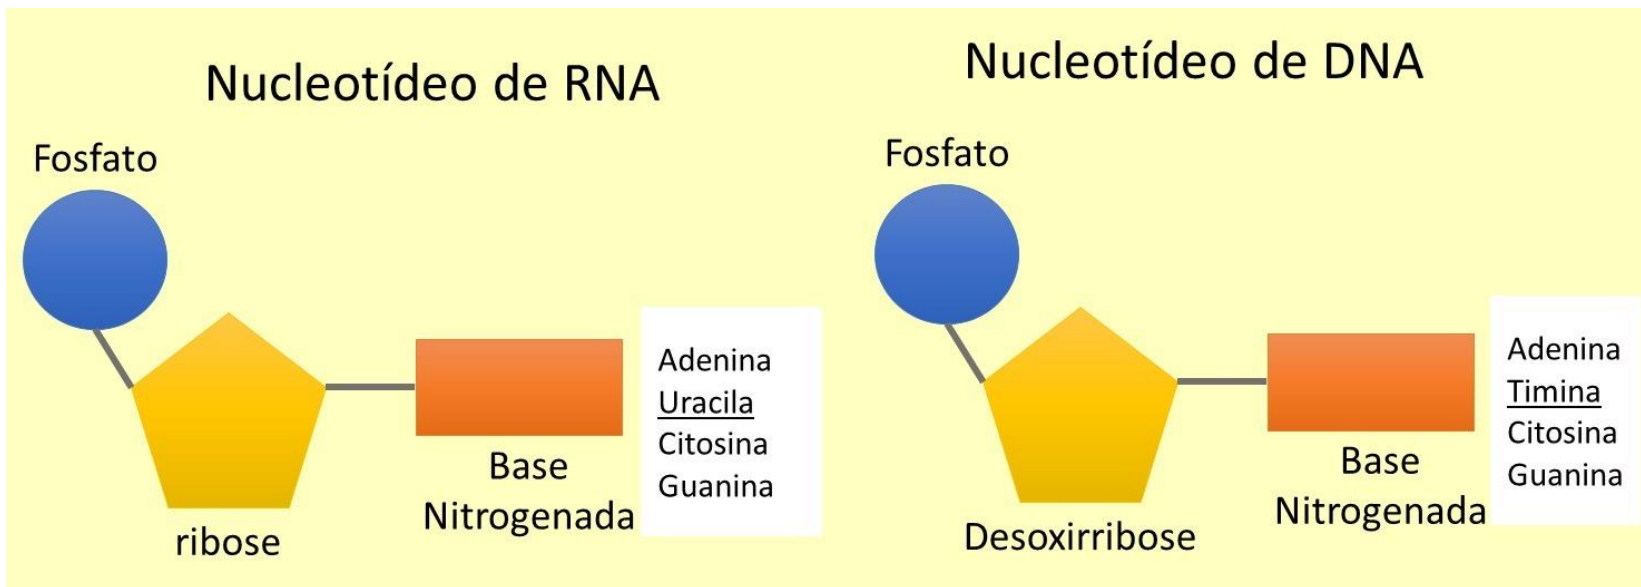 Nucleotídeo de RNA
Fosfato
Adenina
Uracila
Citosina
Guanina
Base
Nitrogenada
ribose
Nucleotídeo de DNA
Fosfato
Adenina
Timina
Citosina
Guanina
Base
Nitrogenada
Desoxirribose